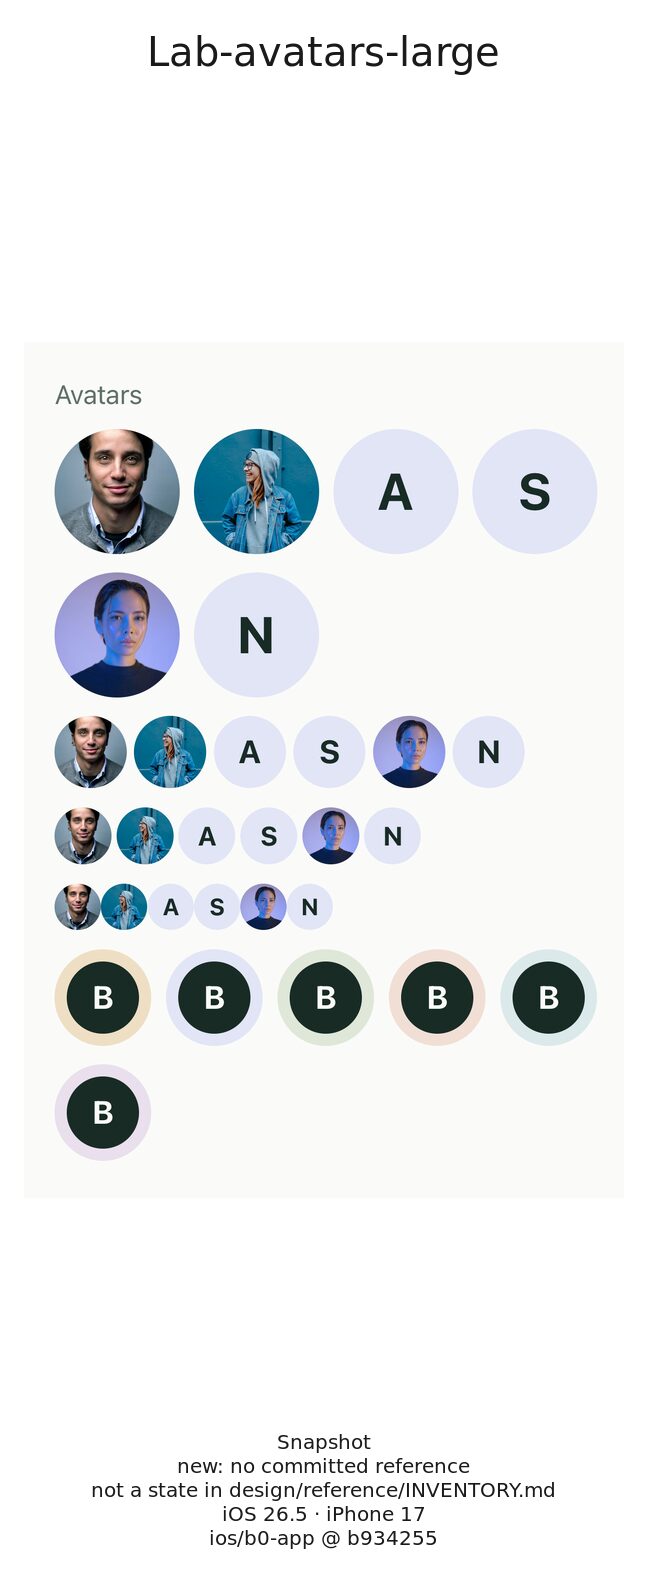 Lab-avatars-large
Avatars
A S
N
A S N
A S N
A S N
B B B B B
B
Snapshot
new: no committed reference
not a state in design/reference/INVENTORY.md
iOS 26.5 · iPhone 17
ios/b0-app @ b934255